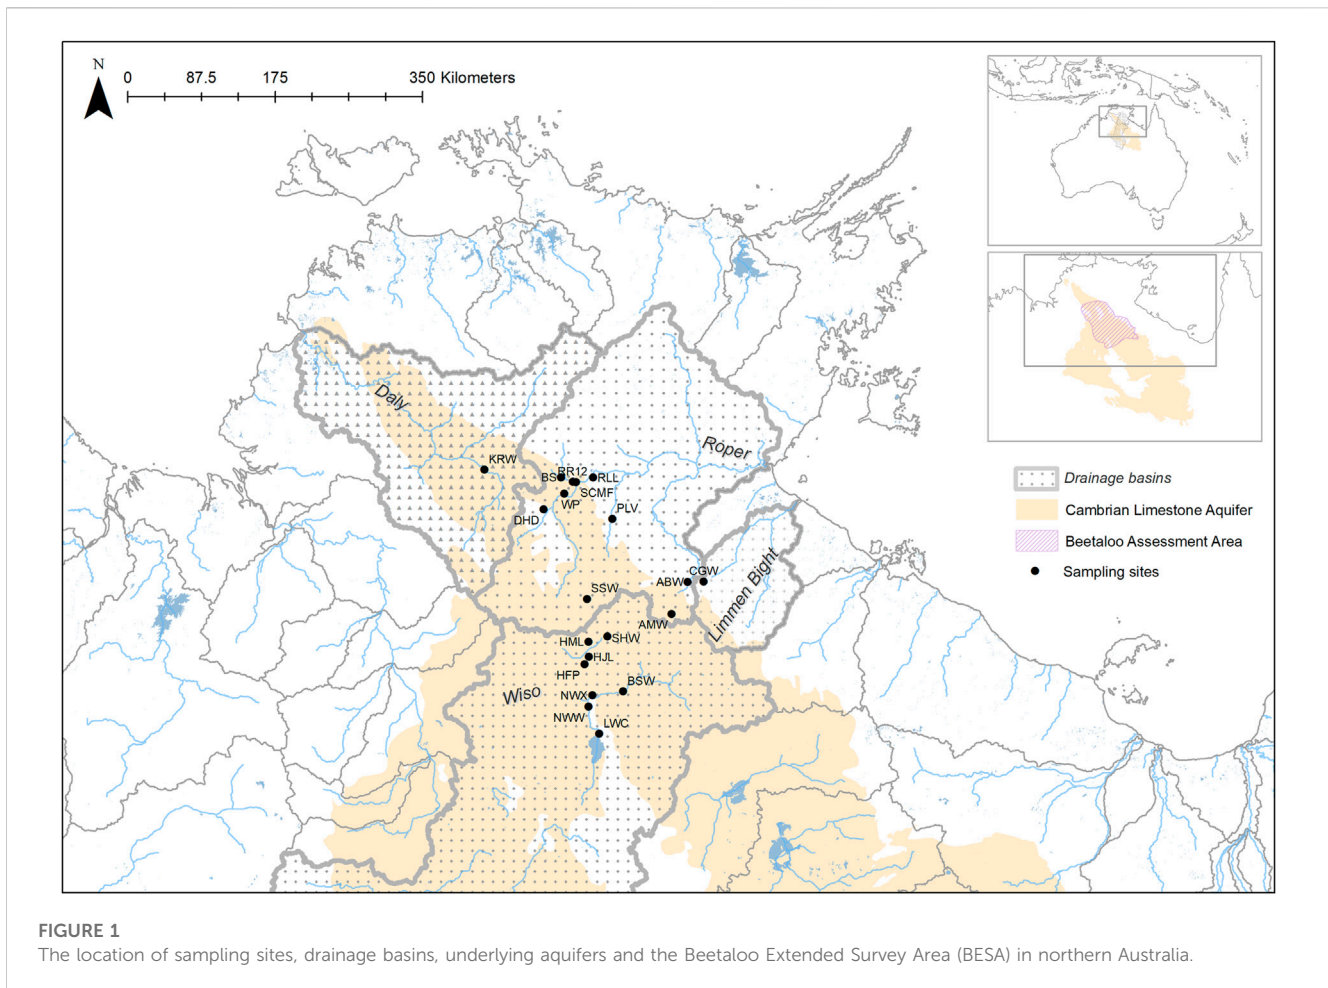 N
0 87.5 175 350 Kilometers
Daly
Roper
KRW
BS RR12 RLL
SCMF
WP
DHD PLV
CGW
ABW
Limmen Bight
SSW
AMW
HML SHW
HJL
HFP
BSW
Wiso
NWX
NWW
LWC
Drainage basins
Cambrian Limestone Aquifer
Beetaloo Assessment Area
Sampling sites
FIGURE 1
The location of sampling sites, drainage basins, underlying aquifers and the Beetaloo Extended Survey Area (BESA) in northern Australia.